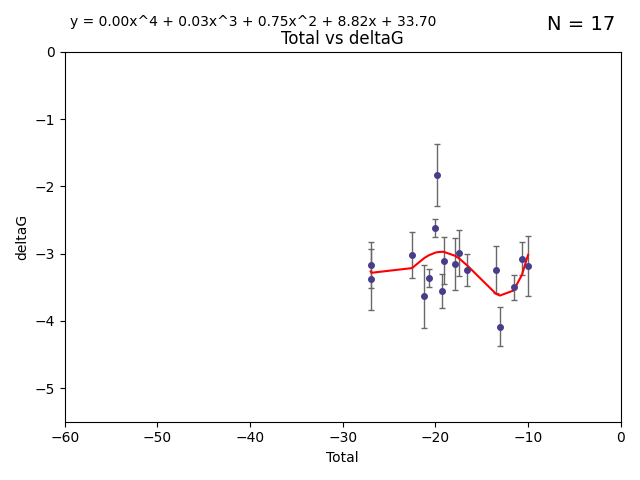 y = 0.00x^4 + 0.03x^3 + 0.75x^2 + 8.82x + 33.70
N = 17
Total vs deltaG
0
−1
−2
−3
−4
−5
deltaG
−60 −50 −40 −30 −20 −10 0
Total